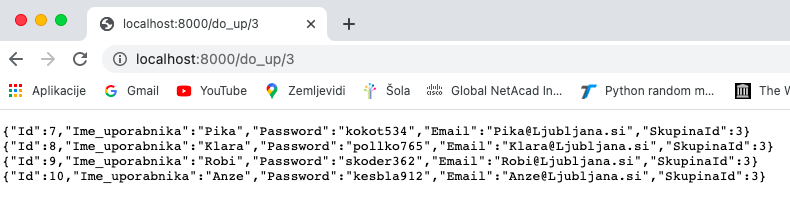 localhost:8000/do_up/3
localhost:8000/do_up/3
Aplikacije Gmail YouTube Zemljevidi Šola Global NetAcad In... Python random m... The W
{"Id":7,"Ime_uporabnika":"Pika","Password":"kokot534","Email":"Pika@Ljubljana.si","SkupinaId":3}
{"Id":8,"Ime_uporabnika":"Klara","Password":"pollko765","Email":"Klara@Ljubljana.si","SkupinaId":3}
{"Id":9,"Ime_uporabnika":"Robi","Password":"skoder362","Email":"Robi@Ljubljana.si","SkupinaId":3}
{"Id":10,"Ime_uporabnika":"Anze","Password":"kesbla912","Email":"Anze@Ljubljana.si","SkupinaId":3}